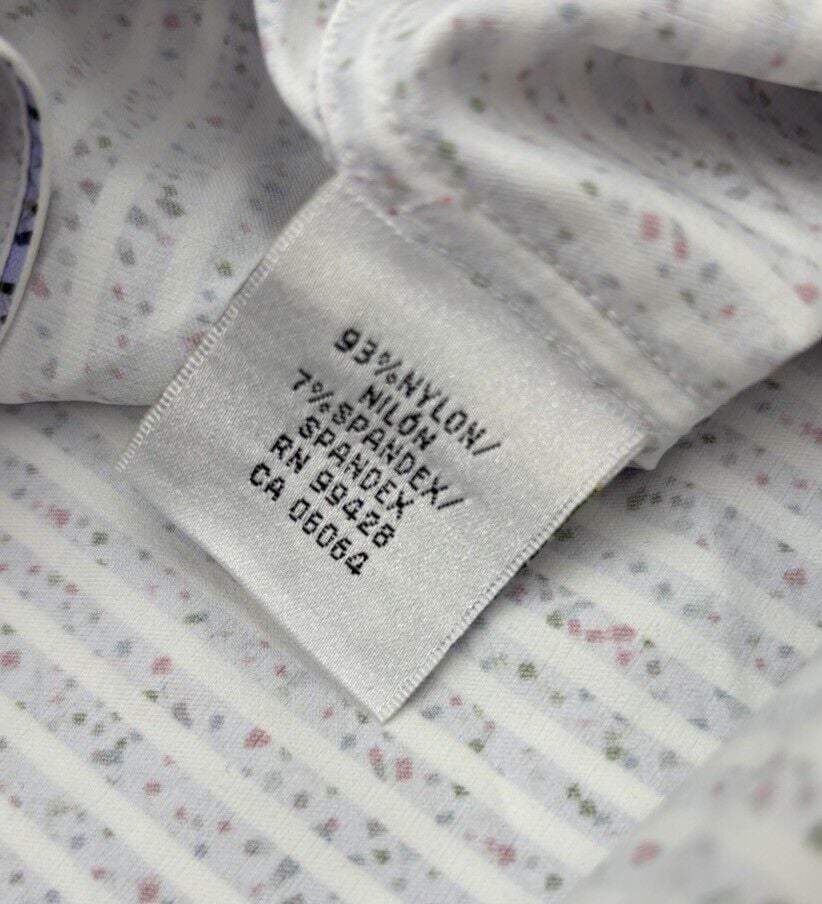 93%NYLON/
NILÓN
7%SPANDEX/
SPANDEX
RN 99428
CA 06064